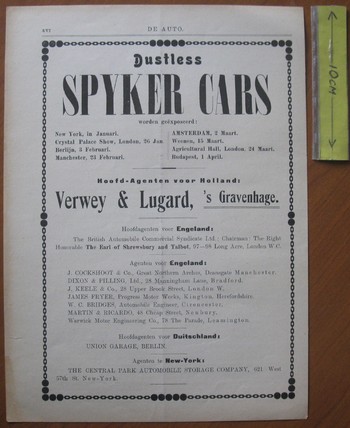 DE AUTO.
Dustless
SPYKER CARS
worden geëxposeerd:
New York, in Januari.
Crystal Palace Show, London, 26 Jan.
Berlijn, 3 Februari.
Manchester, 23 Februari.
AMSTERDAM, 2 Maart.
Weenen, 15 Maart.
Agricultural Hall, London, 24 Maart.
Budapest, 1 April.
Hoofd-Agenten voor Holland:
Verwey & Lugard, 's Gravenhage.
Hoofdagenten voor Engeland:
The British Automobile Commercial Syndicate Ltd.; Chairman: The Right
Honorable The Earl of Shrewsbury and Talbot, 97—98 Long Acre, London W.C.
Agenten voor Engeland:
J. COCKSHOOT & Co., Great Northern Arches, Deansgate Manchester.
DIXON & PILLING, Ltd., 28 Manningham Lane, Bradford.
J. KEELE & Co., 28 Upper Brook Street, London W.
JAMES FRYER, Progress Motor Works, Kington, Herefordshire.
W. C. BRIDGES, Automobile Engineer, Cirencester.
MARTIN & RICARDO, 46 Cheap Street, Newbury.
Warwick Motor Engineering Co., 78 The Parade, Leamington.
Hoofdagenten voor Duitschland:
UNION GARAGE, BERLIN.
Agenten te New-York:
THE CENTRAL PARK AUTOMOBILE STORAGE COMPANY, West
57th St. New-York.
10CM